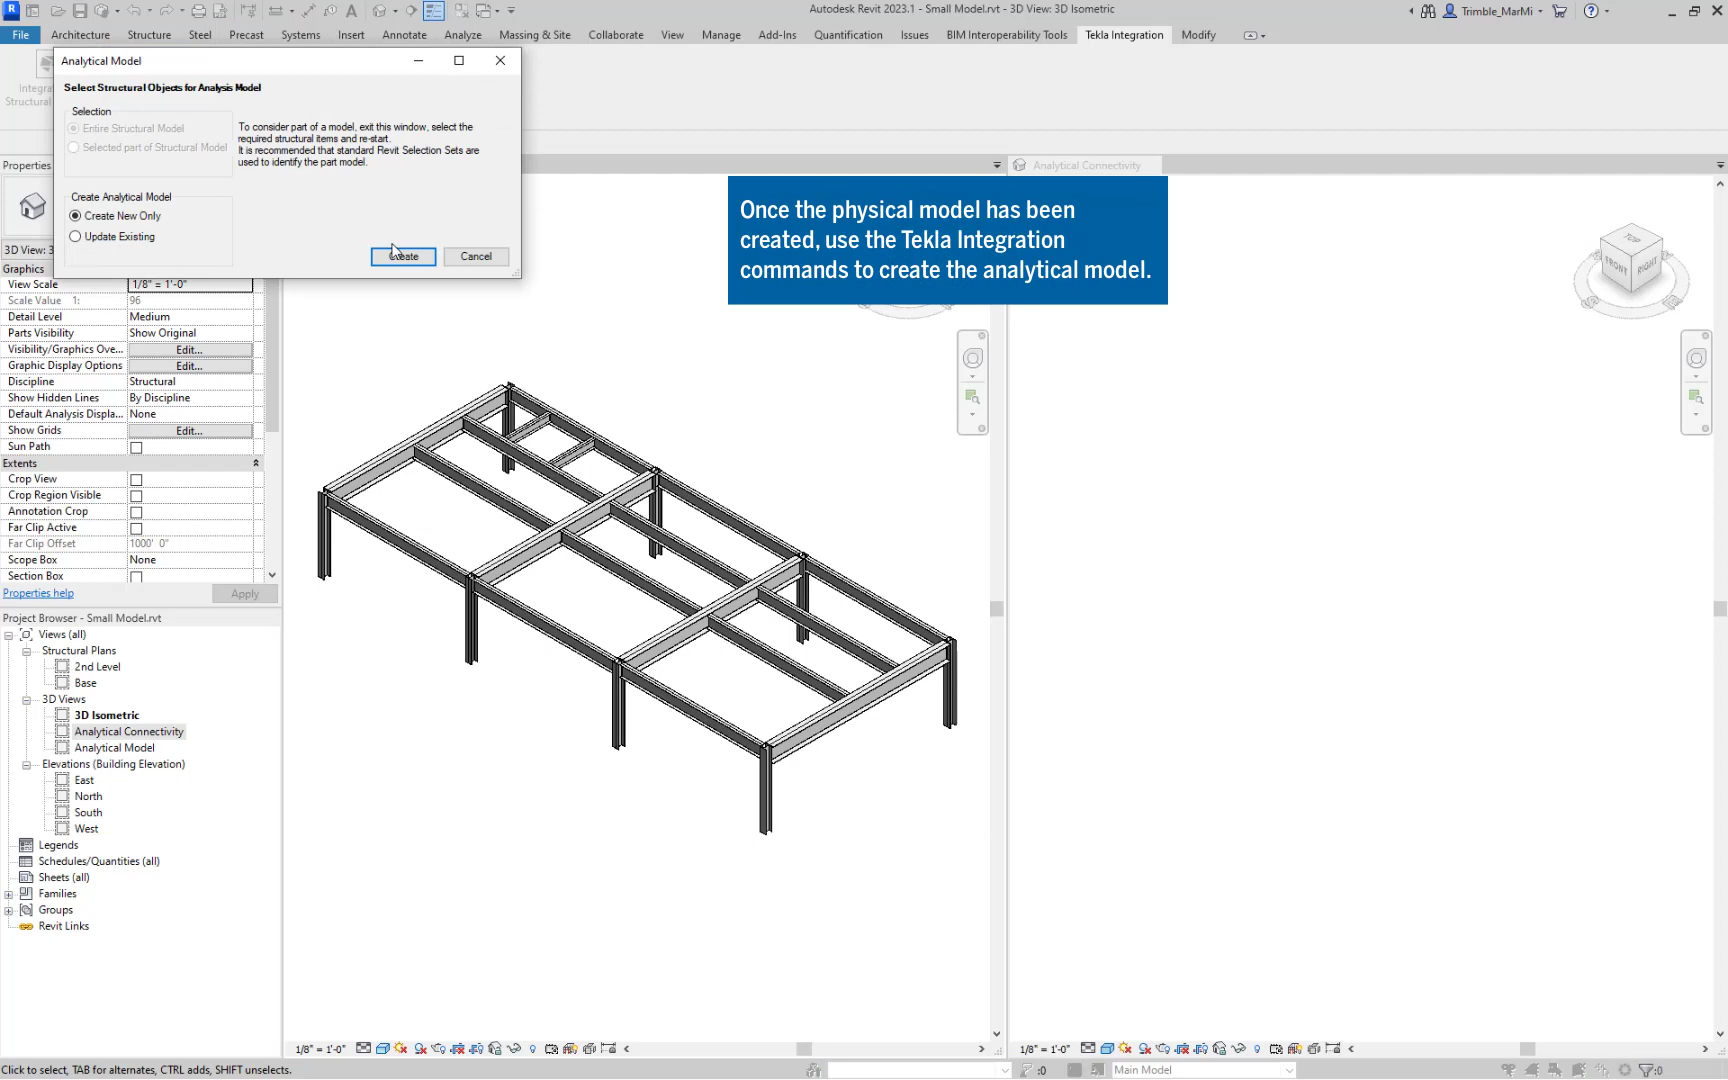 Autodesk Revit 2023.1 - Small Model.rvt - 3D View: 3D Isometric
Trimble_MarMi
File Architecture Structure Steel Precast Systems Insert Annotate Analyze Massing & Site Collaborate View Manage Add-Ins Quantification Issues BIM Interoperability Tools Tekla Integration Modify
Analytical Model
Select Structural Objects for Analysis Model
Selection
Entire Structural Model
Selected part of Structural Model
To consider part of a model, exit this window, select the
required structural items and re-start.
It is recommended that standard Revit Selection Sets are
used to identify the part model.
Create Analytical Model
Create New Only
Update Existing
Create Cancel
Analytical Connectivity
Once the physical model has been
created, use the Tekla Integration
commands to create the analytical model.
TOP
FRONT
RIGHT
Properties
3D View: 3
Graphics
View Scale 1/8" = 1'-0"
Scale Value 1: 96
Detail Level Medium
Parts Visibility Show Original
Visibility/Graphics Ove... Edit...
Graphic Display Options Edit...
Discipline Structural
Show Hidden Lines By Discipline
Default Analysis Displa... None
Show Grids Edit...
Sun Path
Extents
Crop View
Crop Region Visible
Annotation Crop
Far Clip Active
Far Clip Offset 1000' 0"
Scope Box None
Section Box
Properties help Apply
Project Browser - Small Model.rvt
Views (all)
Structural Plans
2nd Level
Base
3D Views
3D Isometric
Analytical Connectivity
Analytical Model
Elevations (Building Elevation)
East
North
South
West
Legends
Schedules/Quantities (all)
Sheets (all)
Families
Groups
Revit Links
1/8" = 1'-0"
1/8" = 1'-0"
Click to select, TAB for alternates, CTRL adds, SHIFT unselects.
:0
Main Model
:0